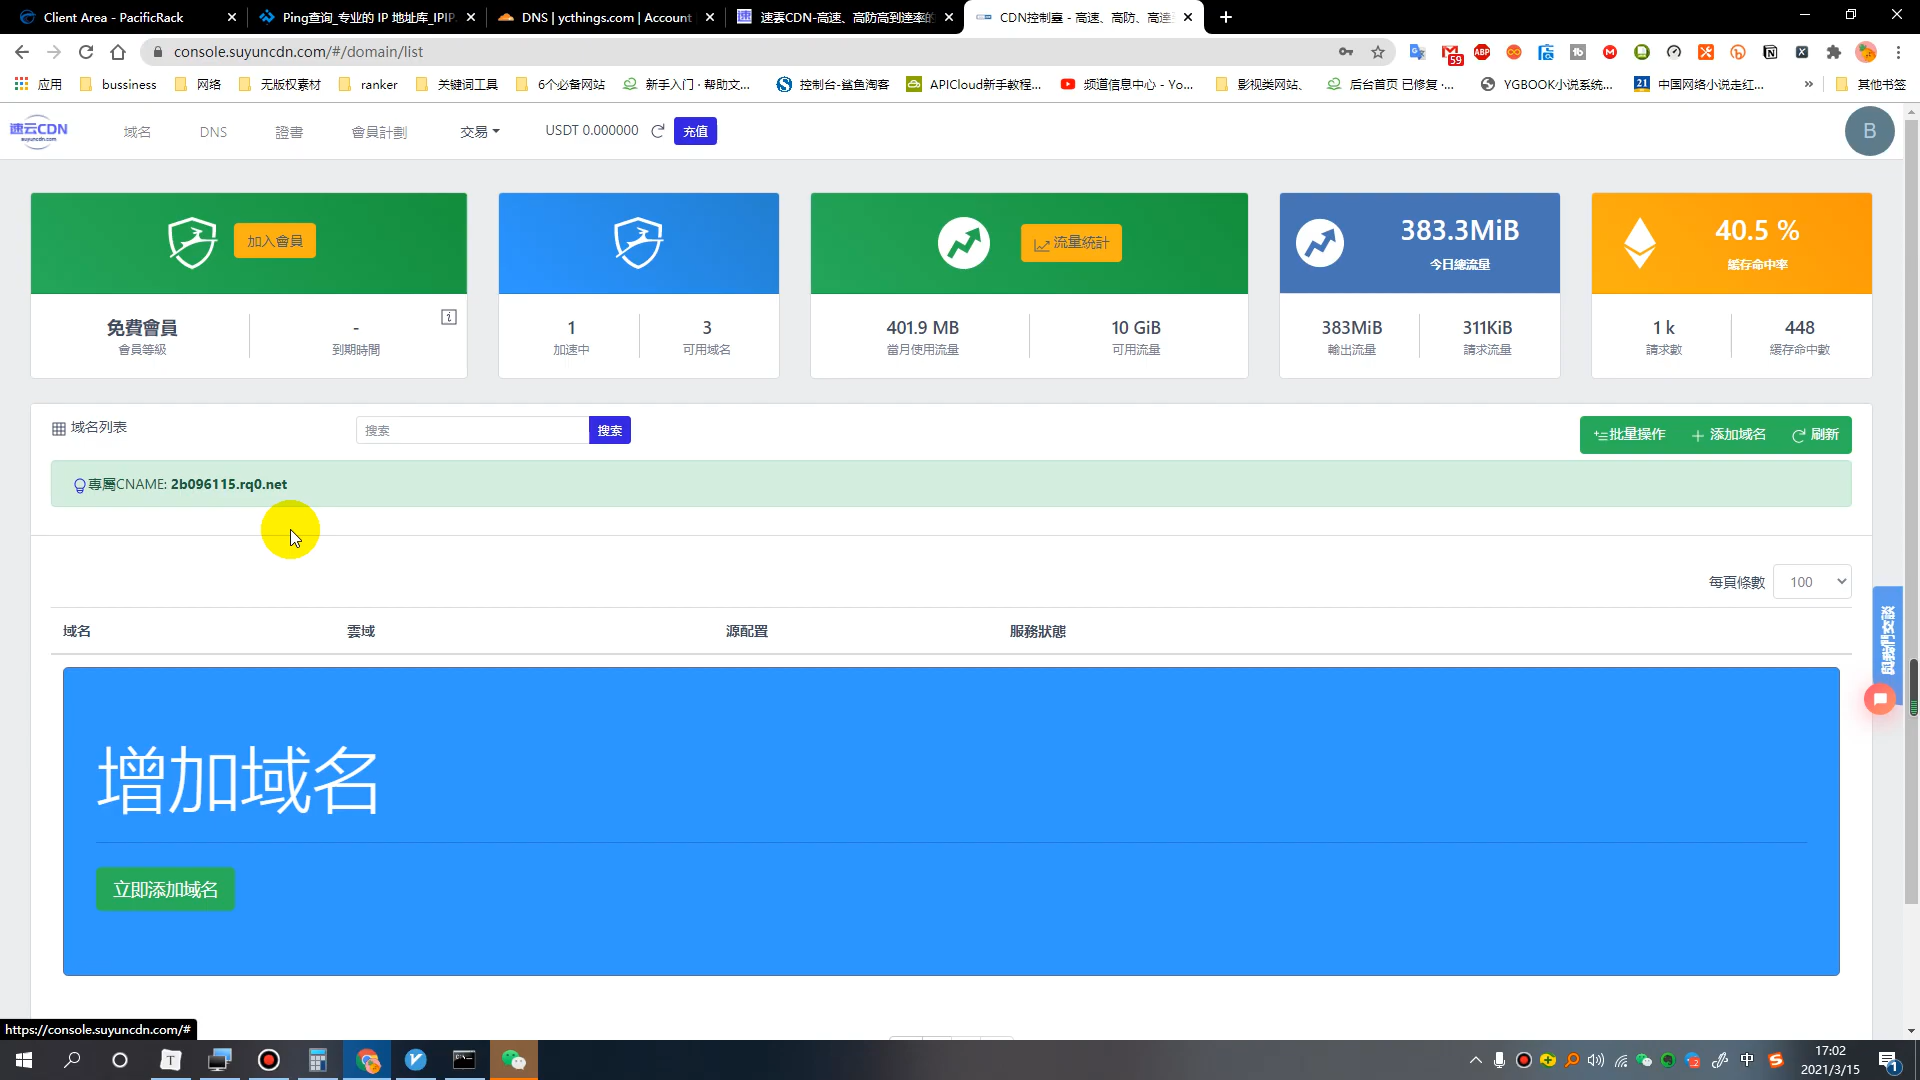 Client Area - PacificRack
Ping查询_专业的 IP 地址库_IPIP.
DNS | ycthings.com | Account
CDN控制臺 - 高速、高防、高達
console.suyuncdn.com/#/domain/list
59
ABP
应用
bussiness
网络
无版权素材
ranker
关键词工具
6个必备网站
新手入门 · 帮助文...
控制台-鲨鱼淘客
APICloud新手教程...
频道信息中心 - Yo...
影视类网站、
后台首页 已修复 ·...
YGBOOK小说系统...
21
中国网络小说走红...
»
其他书签
速云CDN
suyuncdn.com
域名
DNS
證書
會員計劃
交易
USDT 0.000000
充值
B
加入會員
流量統計
383.3MiB
今日總流量
40.5 %
緩存命中率
免費會員
會員等級
-
到期時間
1
加速中
3
可用域名
401.9 MB
當月使用流量
10 GiB
可用流量
383MiB
輸出流量
311KiB
請求流量
1 k
請求數
448
緩存命中數
域名列表
搜索
搜索
批量操作
添加域名
刷新
專屬CNAME: 2b096115.rq0.net
每頁條數
100
域名
雲域
源配置
服務狀態
與我們交談
增加域名
立即添加域名
https://console.suyuncdn.com/#
T
中
17:02
2021/3/15
1